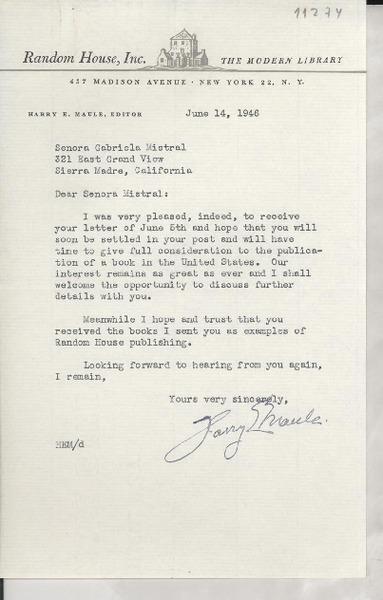 11274
Random House, Inc. THE MODERN LIBRARY
457 MADISON AVENUE · NEW YORK 22, N. Y.
HARRY E. MAULE, EDITOR June 14, 1946
Senora Gabriela Mistral
321 East Grand View
Sierra Madre, California
Dear Senora Mistral:
I was very pleased, indeed, to receive
your letter of June 5th and hope that you will
soon be settled in your post and will have
time to give full consideration to the publica-
tion of a book in the United States. Our
interest remains as great as ever and I shall
welcome the opportunity to discuss further
details with you.
Meanwhile I hope and trust that you
received the books I sent you as examples of
Random House publishing.
Looking forward to hearing from you again,
I remain,
Yours very sincerely,
Harry E Maule.
HEM/d